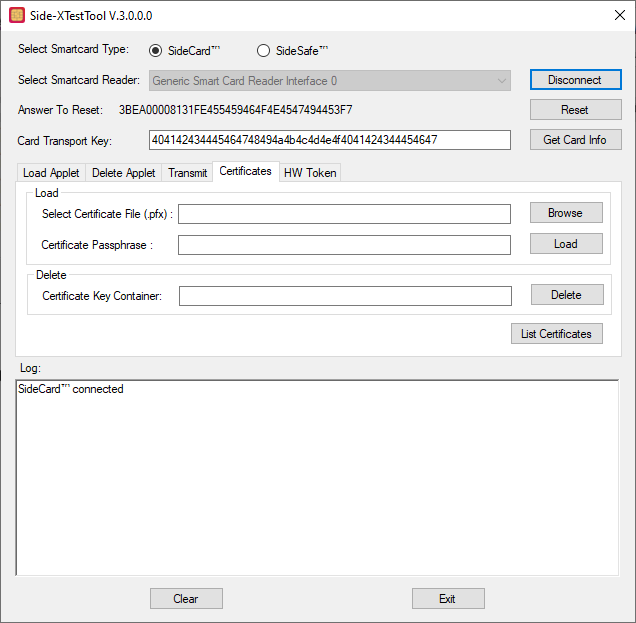 Side-XTestTool V.3.0.0.0
Select Smartcard Type: SideCard™ SideSafe™
Select Smartcard Reader: Generic Smart Card Reader Interface 0 Disconnect
Answer To Reset: 3BEA00008131FE455459464F4E4547494453F7 Reset
Card Transport Key: 404142434445464748494a4b4c4d4e4f4041424344454647 Get Card Info
Load Applet Delete Applet Transmit Certificates HW Token
Load
Select Certificate File (.pfx) : Browse
Certificate Passphrase : Load
Delete
Certificate Key Container: Delete
List Certificates
Log:
SideCard™ connected
Clear Exit